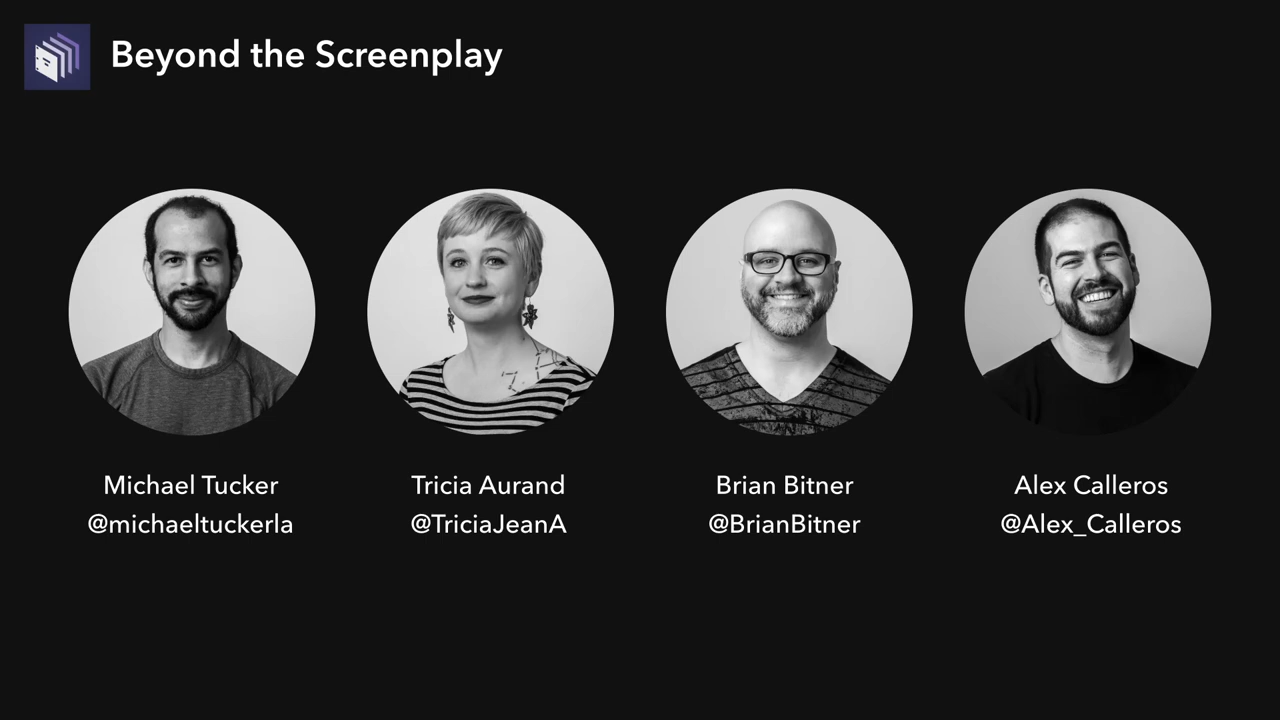 Beyond the Screenplay
Michael Tucker
@michaeltuckerla
Tricia Aurand
@TriciaJeanA
Brian Bitner
@BrianBitner
Alex Calleros
@Alex_Calleros